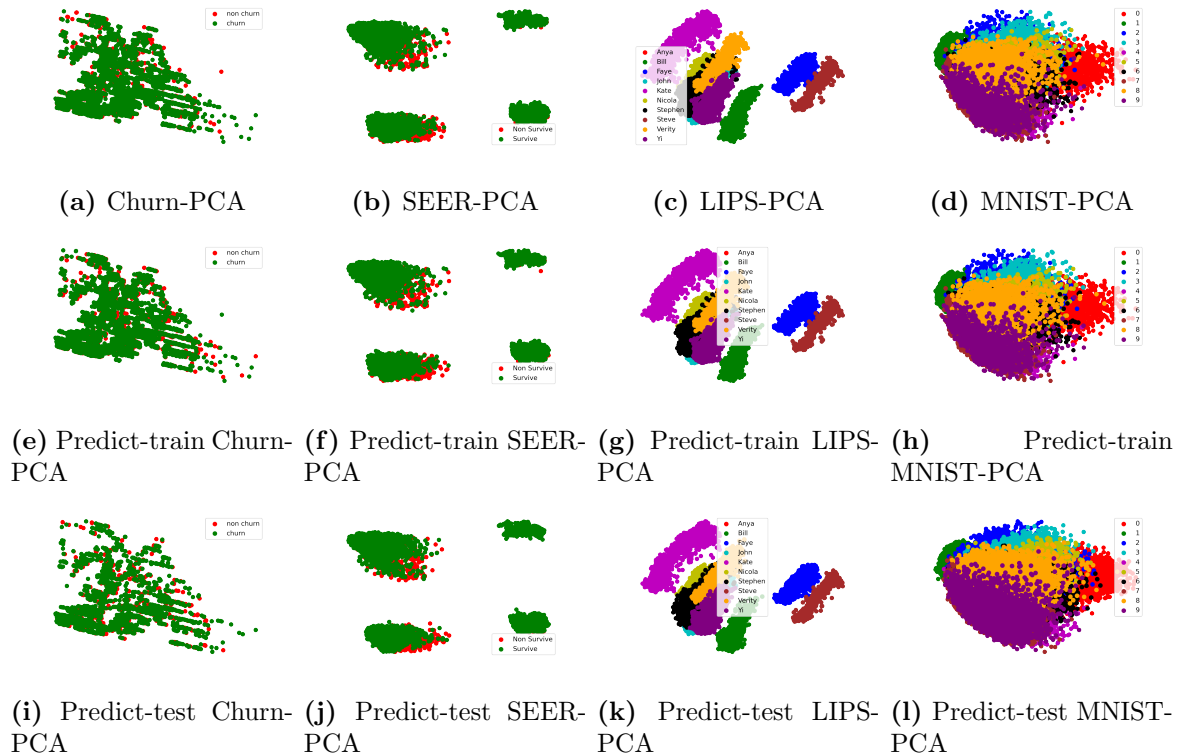 non churn
churn
Non Survive
Survive
Anya
Bill
Faye
John
Kate
Nicola
Stephen
Steve
Verity
Yi
0
1
2
3
4
5
6
7
8
9
(a) Churn-PCA
(b) SEER-PCA
(c) LIPS-PCA
(d) MNIST-PCA
non churn
churn
Non Survive
Survive
Anya
Bill
Faye
John
Kate
Nicola
Stephen
Steve
Verity
Yi
0
1
2
3
4
5
6
7
8
9
(e) Predict-train Churn-
PCA
(f) Predict-train SEER-
PCA
(g) Predict-train LIPS-
PCA
(h) Predict-train
MNIST-PCA
non churn
churn
Non Survive
Survive
Anya
Bill
Faye
John
Kate
Nicola
Stephen
Steve
Verity
Yi
0
1
2
3
4
5
6
7
8
9
(i) Predict-test Churn-
PCA
(j) Predict-test SEER-
PCA
(k) Predict-test LIPS-
PCA
(l) Predict-test MNIST-
PCA